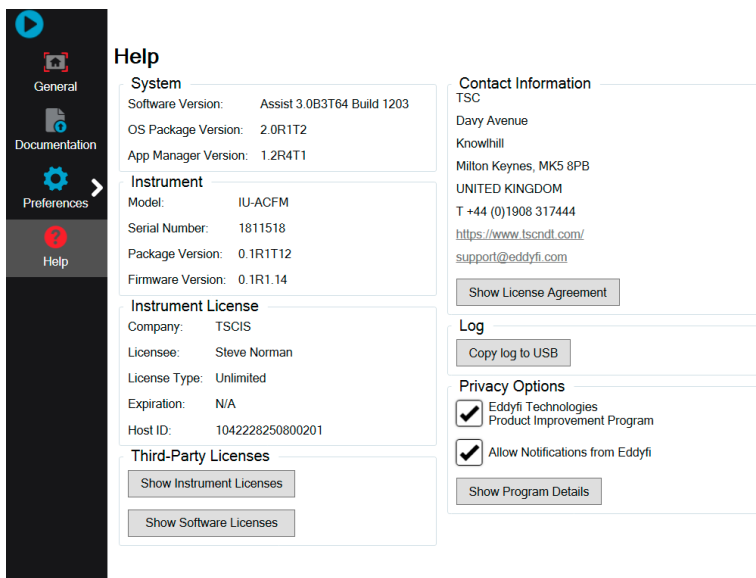 General
Documentation
Preferences
?
Help
Help
System
Software Version: Assist 3.0B3T64 Build 1203
OS Package Version: 2.0R1T2
App Manager Version: 1.2R4T1
Instrument
Model: IU-ACFM
Serial Number: 1811518
Package Version: 0.1R1T12
Firmware Version: 0.1R1.14
Instrument License
Company: TSCIS
Licensee: Steve Norman
License Type: Unlimited
Expiration: N/A
Host ID: 1042228250800201
Third-Party Licenses
Show Instrument Licenses
Show Software Licenses
Contact Information
TSC
Davy Avenue
Knowlhill
Milton Keynes, MK5 8PB
UNITED KINGDOM
T +44 (0)1908 317444
https://www.tscndt.com/
support@eddyfi.com
Show License Agreement
Log
Copy log to USB
Privacy Options
Eddyfi Technologies
Product Improvement Program
Allow Notifications from Eddyfi
Show Program Details